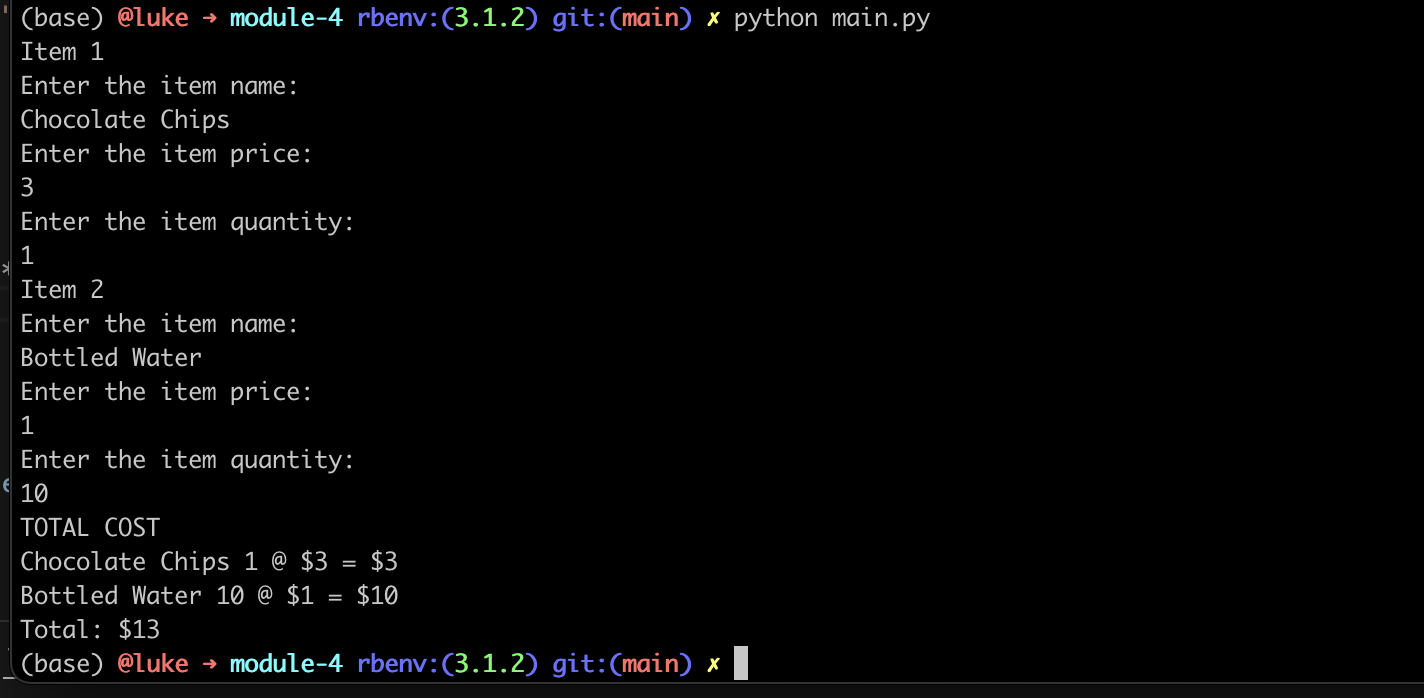 (base) @luke → module-4 rbenv:(3.1.2) git:(main) ✗ python main.py
Item 1
Enter the item name:
Chocolate Chips
Enter the item price:
3
Enter the item quantity:
1
Item 2
Enter the item name:
Bottled Water
Enter the item price:
1
Enter the item quantity:
10
TOTAL COST
Chocolate Chips 1 @ $3 = $3
Bottled Water 10 @ $1 = $10
Total: $13
(base) @luke → module-4 rbenv:(3.1.2) git:(main) ✗